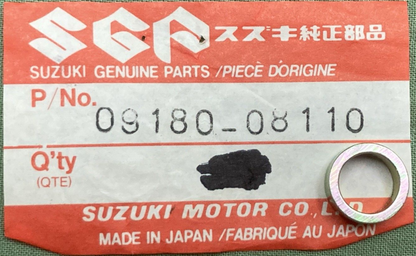 SGP スズキ純正部品
SUZUKI GENUINE PARTS/PIÈCE D'ORIGINE
P/No. 09180-08110
Q'ty
(QTE)
SUZUKI MOTOR CO., LTD.
MADE IN JAPAN/FABRIQUÉ AU JAPON